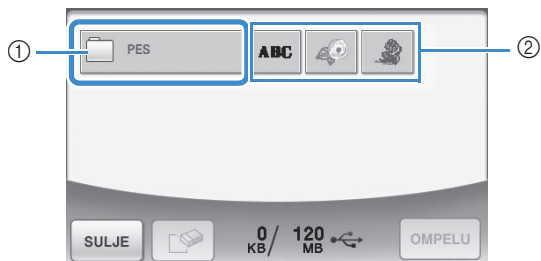 ① PES ABC ②
SULJE 0 KB / 120 MB OMPELU